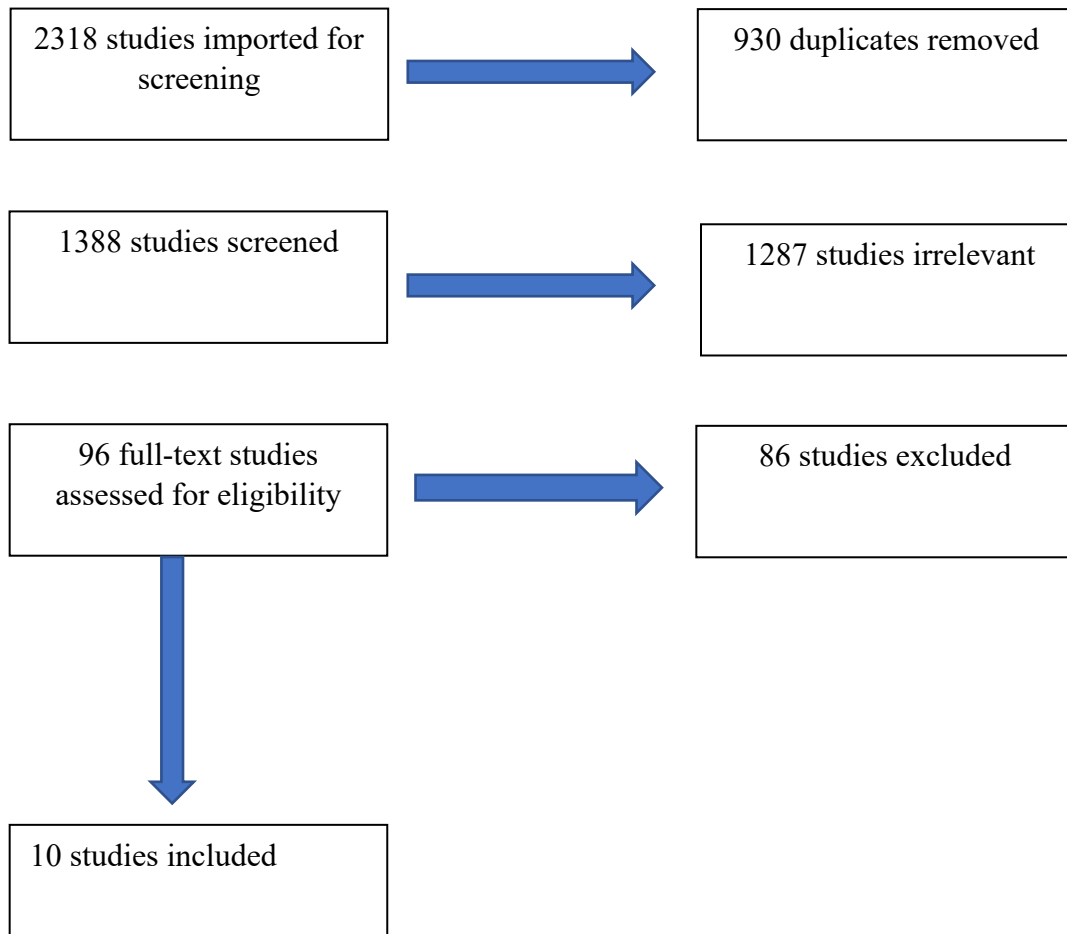 2318 studies imported for
screening
930 duplicates removed
1388 studies screened
1287 studies irrelevant
96 full-text studies
assessed for eligibility
86 studies excluded
10 studies included